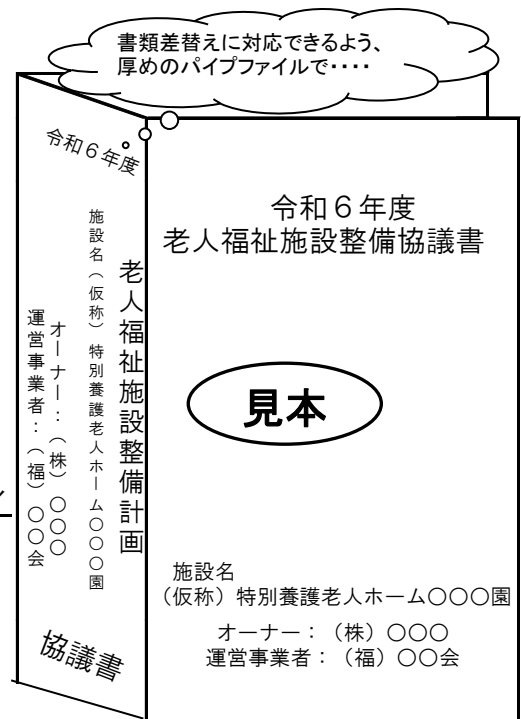 書類差替えに対応できるよう、
厚めのパイプファイルで・・・・
令和６年度
老人福祉施設整備計画
施設名（仮称）特別養護老人ホーム〇〇〇園
オーナー：（株）〇〇〇
運営事業者：（福）〇〇会
協議書
令和６年度
老人福祉施設整備協議書
見本
施設名
（仮称）特別養護老人ホーム〇〇〇園
オーナー：（株）〇〇〇
運営事業者：（福）〇〇会